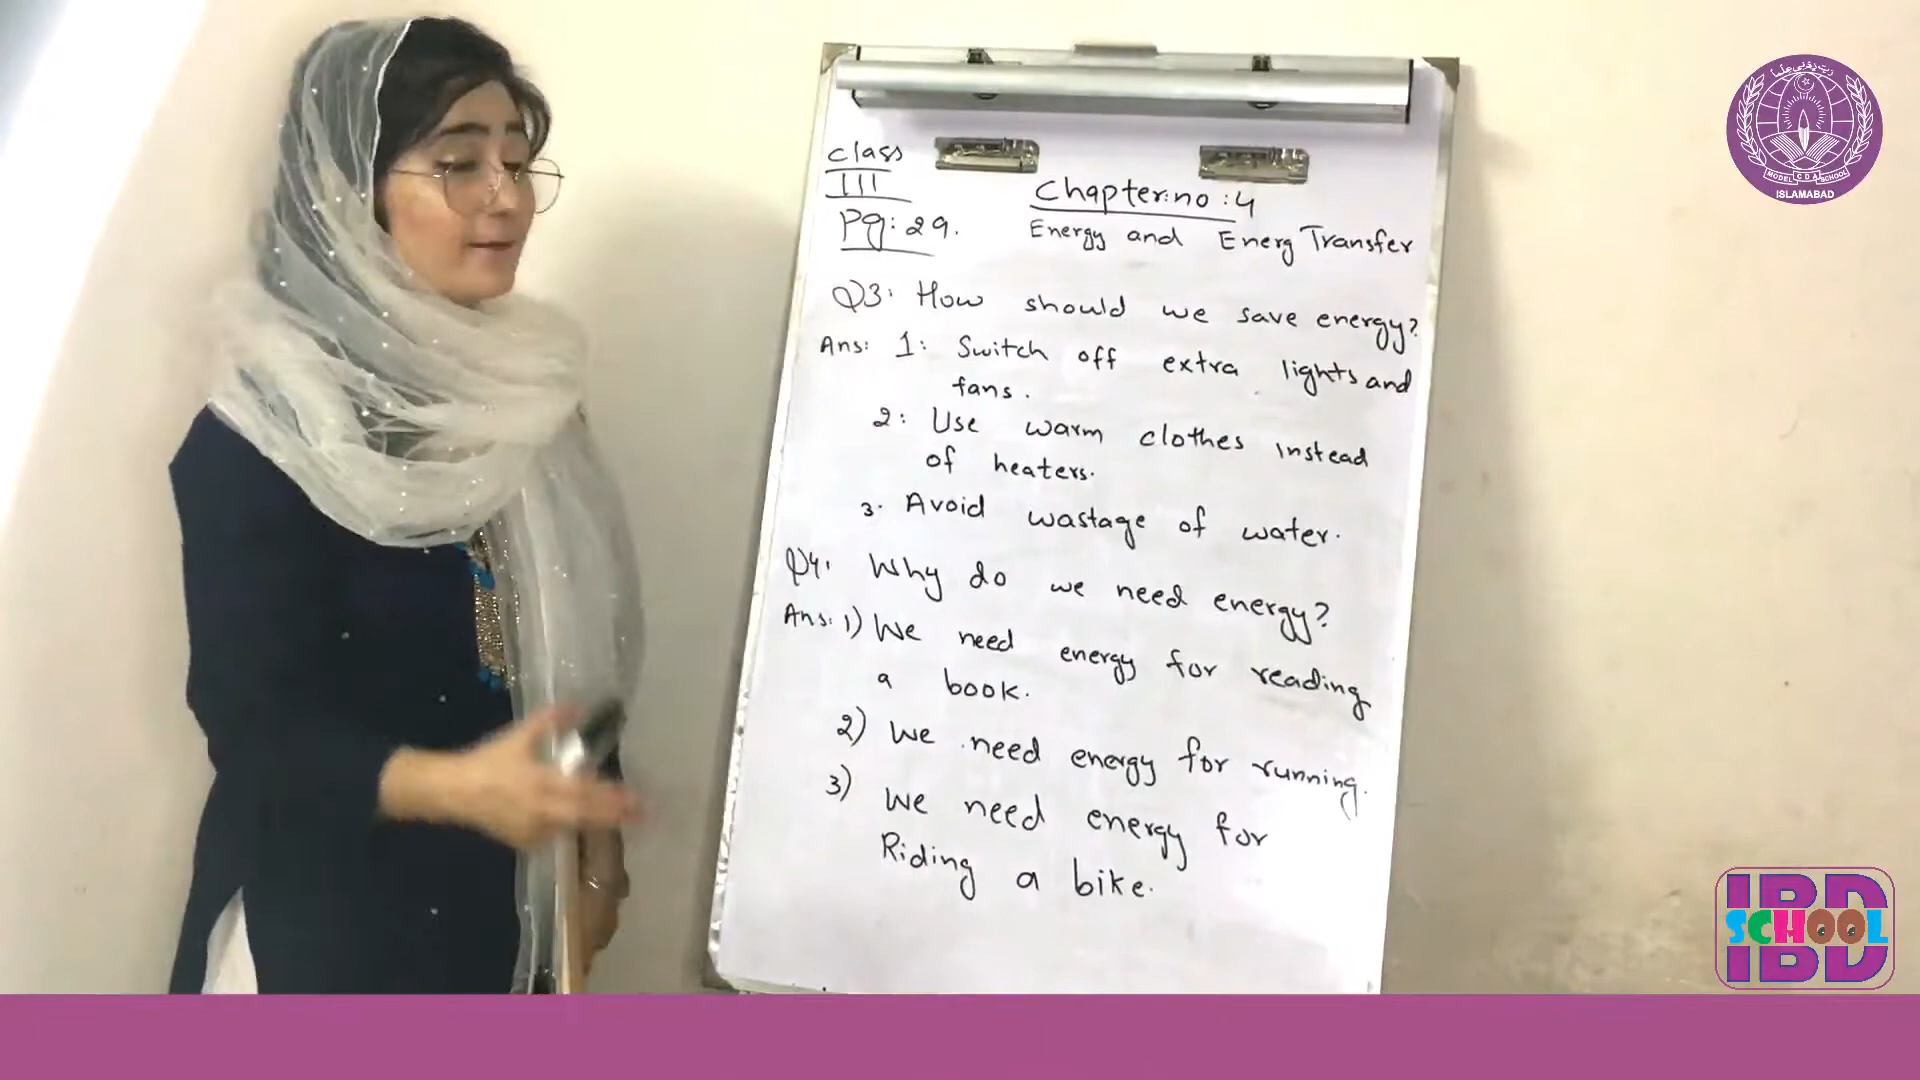 class
III
Pg: 29.
Chapter: no : 4
Energy and Energ Transfer
Q3: How should we save energy?
Ans: 1: Switch off extra lights and
fans.
2: Use warm clothes instead
of heaters.
3. Avoid wastage of water.
Q4. Why do we need energy?
Ans: 1) We need energy for reading
a book.
2) We need energy for running.
3) We need energy for
Riding a bike.
MODEL C D A SCHOOL
ISLAMABAD
IBD
SCHOOL
IBD